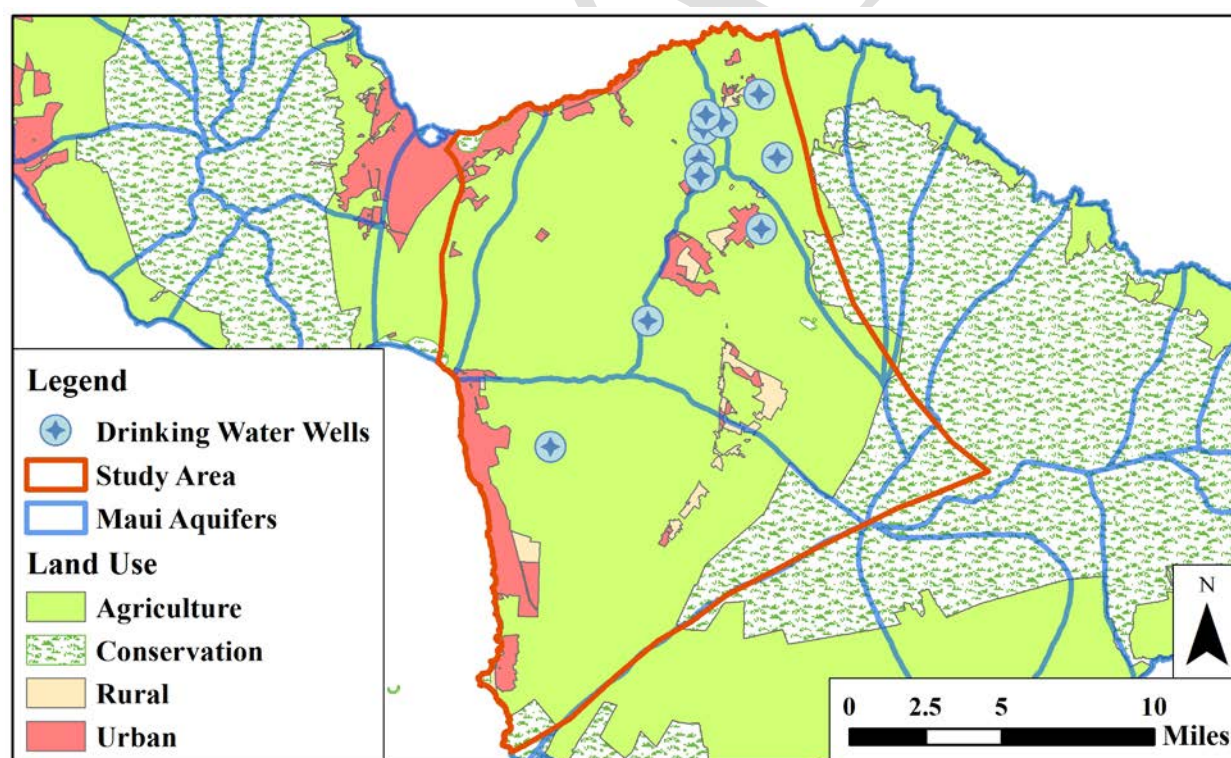 Legend
Drinking Water Wells
Study Area
Maui Aquifers
Land Use
Agriculture
Conservation
Rural
Urban
N
0 2.5 5 10
Miles